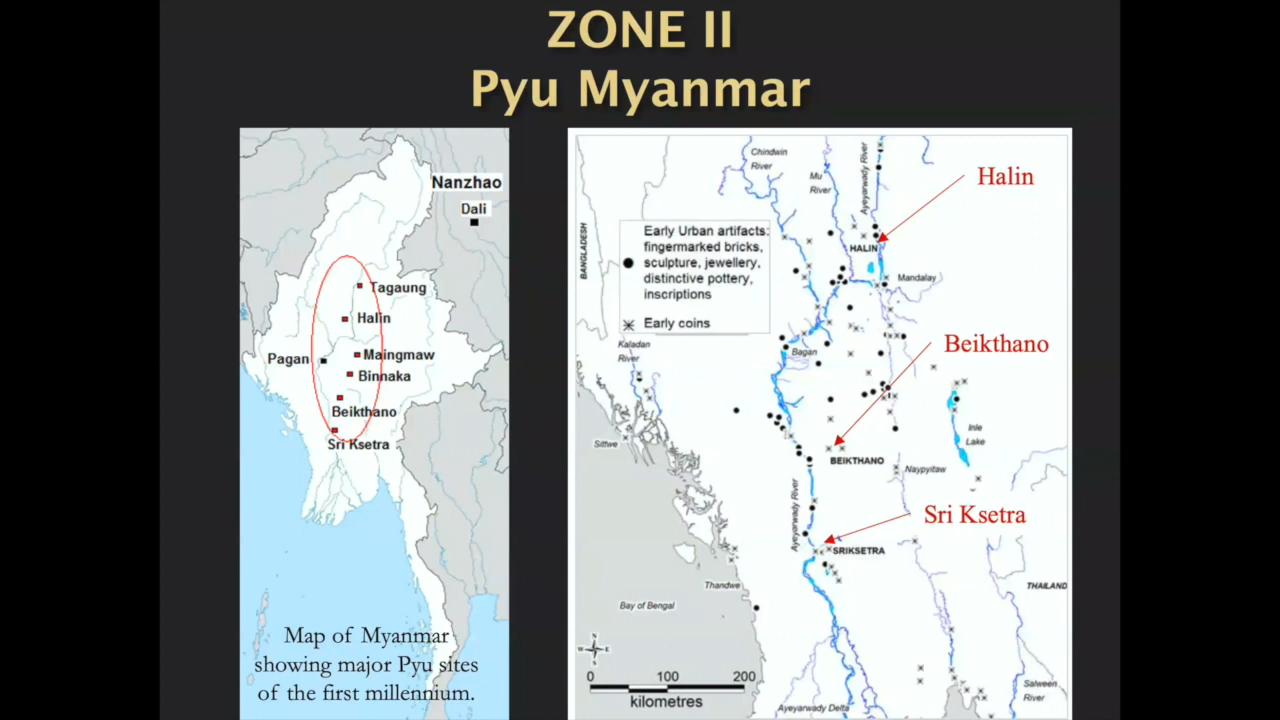 ZONE II
Pyu Myanmar
Nanzhao
Dali
Tagaung
Halin
Pagan
Maingmaw
Binnaka
Beikthano
Sri Ksetra
Map of Myanmar
showing major Pyu sites
of the first millennium.
Chindwin
River
Mu
River
Ayeyarwady River
Halin
BANGLADESH
Early Urban artifacts:
fingermarked bricks,
sculpture, jewellery,
distinctive pottery,
inscriptions
Early coins
HALIN
Mandalay
Kaladan
River
Bagan
Beikthano
Sittwe
Inle
Lake
BEIKTHANO
Naypyitaw
Ayeyarwady River
Sri Ksetra
SRIKSETRA
Thandwe
THAILAND
Bay of Bengal
N
W
E
S
0 100 200
kilometres
Salween
River
Ayeyarwady Delta